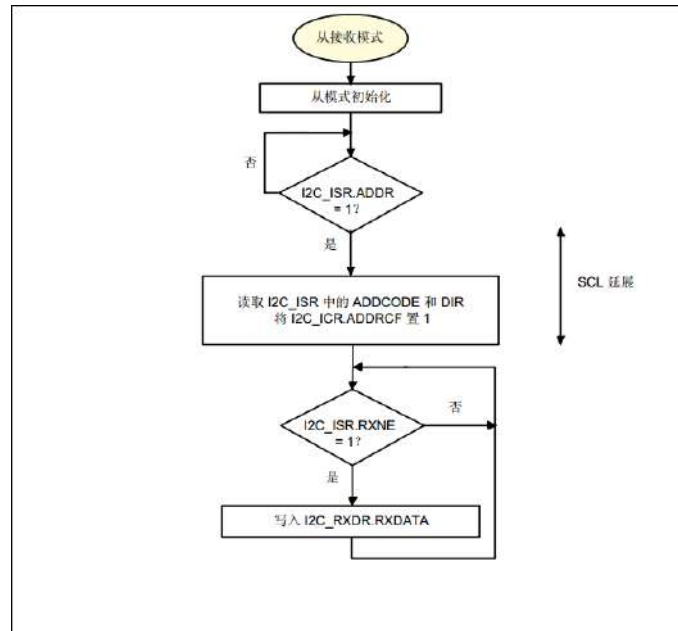 从接收模式
从模式初始化
否
I2C_ISR.ADDR
= 1?
是
SCL 延展
读取 I2C_ISR 中的 ADDCODE 和 DIR
将 I2C_ICR.ADDRCF 置 1
否
I2C_ISR.RXNE
= 1?
是
写入 I2C_RXDR.RXDATA